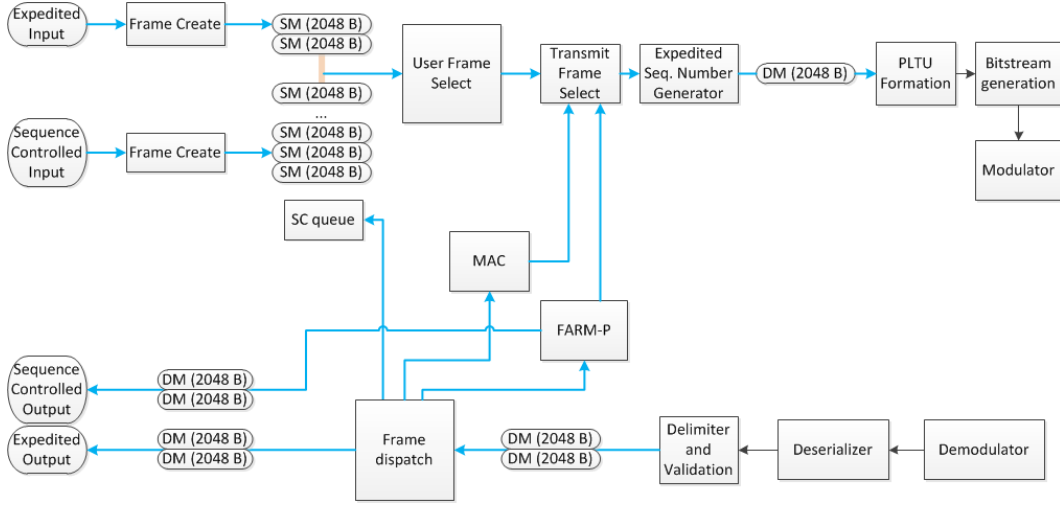 Expedited
Input
Frame Create
SM (2048 B)
SM (2048 B)
SM (2048 B)
...
SM (2048 B)
SM (2048 B)
SM (2048 B)
Sequence
Controlled
Input
Frame Create
User Frame
Select
Transmit
Frame
Select
Expedited
Seq. Number
Generator
DM (2048 B)
PLTU
Formation
Bitstream
generation
Modulator
SC queue
MAC
FARM-P
Sequence
Controlled
Output
DM (2048 B)
DM (2048 B)
Expedited
Output
DM (2048 B)
DM (2048 B)
Frame
dispatch
DM (2048 B)
DM (2048 B)
Delimiter
and
Validation
Deserializer
Demodulator